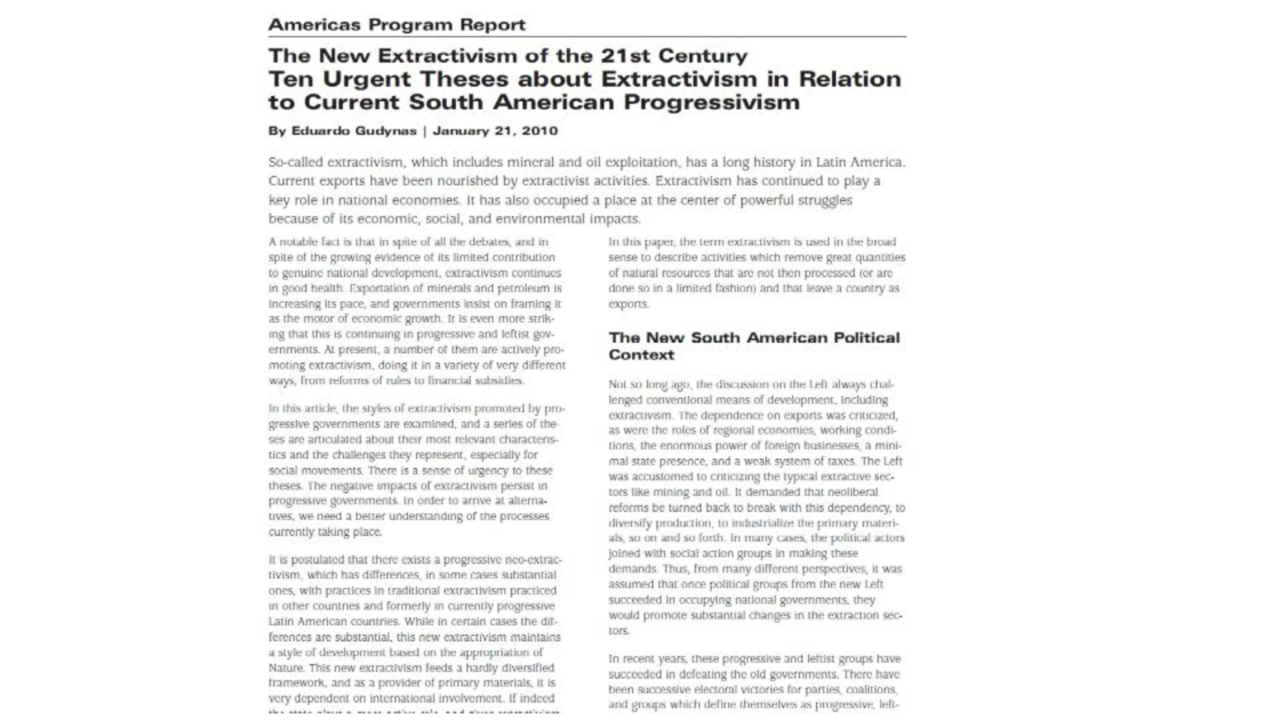 Americas Program Report
The New Extractivism of the 21st Century
Ten Urgent Theses about Extractivism in Relation
to Current South American Progressivism
By Eduardo Gudynas | January 21, 2010
So-called extractivism, which includes mineral and oil exploitation, has a long history in Latin America.
Current exports have been nourished by extractivist activities. Extractivism has continued to play a
key role in national economies. It has also occupied a place at the center of powerful struggles
because of its economic, social, and environmental impacts.
A notable fact is that in spite of all the debates, and in
spite of the growing evidence of its limited contribution
to genuine national development, extractivism continues
in good health. Exportation of minerals and petroleum is
increasing its pace, and governments insist on framing it
as the motor of economic growth. It is even more strik-
ing that this is continuing in progressive and leftist gov-
ernments. At present, a number of them are actively pro-
moting extractivism, doing it in a variety of very different
ways, from reforms of rules to financial subsidies.
In this article, the styles of extractivism promoted by pro-
gressive governments are examined, and a series of the-
ses are articulated about their most relevant characteris-
tics and the challenges they represent, especially for
social movements. There is a sense of urgency to these
theses. The negative impacts of extractivism persist in
progressive governments. In order to arrive at alterna-
tives, we need a better understanding of the processes
currently taking place.
It is postulated that there exists a progressive neo-extrac-
tivism, which has differences, in some cases substantial
ones, with practices in traditional extractivism practiced
in other countries and formerly in currently progressive
Latin American countries. While in certain cases the dif-
ferences are substantial, this new extractivism maintains
a style of development based on the appropriation of
Nature. This new extractivism feeds a hardly diversified
framework, and as a provider of primary materials, it is
very dependent on international involvement. If indeed
In this paper, the term extractivism is used in the broad
sense to describe activities which remove great quantities
of natural resources that are not then processed (or are
done so in a limited fashion) and that leave a country as
exports.
The New South American Political
Context
Not so long ago, the discussion on the Left always chal-
lenged conventional means of development, including
extractivism. The dependence on exports was criticized,
as were the roles of regional economies, working condi-
tions, the enormous power of foreign businesses, a mini-
mal state presence, and a weak system of taxes. The Left
was accustomed to criticizing the typical extractive sec-
tors like mining and oil. It demanded that neoliberal
reforms be turned back to break with this dependency, to
diversify production, to industrialize the primary materi-
als, so on and so forth. In many cases, the political actors
joined with social action groups in making these
demands. Thus, from many different perspectives, it was
assumed that once political groups from the new Left
succeeded in occupying national governments, they
would promote substantial changes in the extraction sec-
tors.
In recent years, these progressive and leftist groups have
succeeded in defeating the old governments. There have
been successive electoral victories for parties, coalitions,
and groups which define themselves as progressive, left-